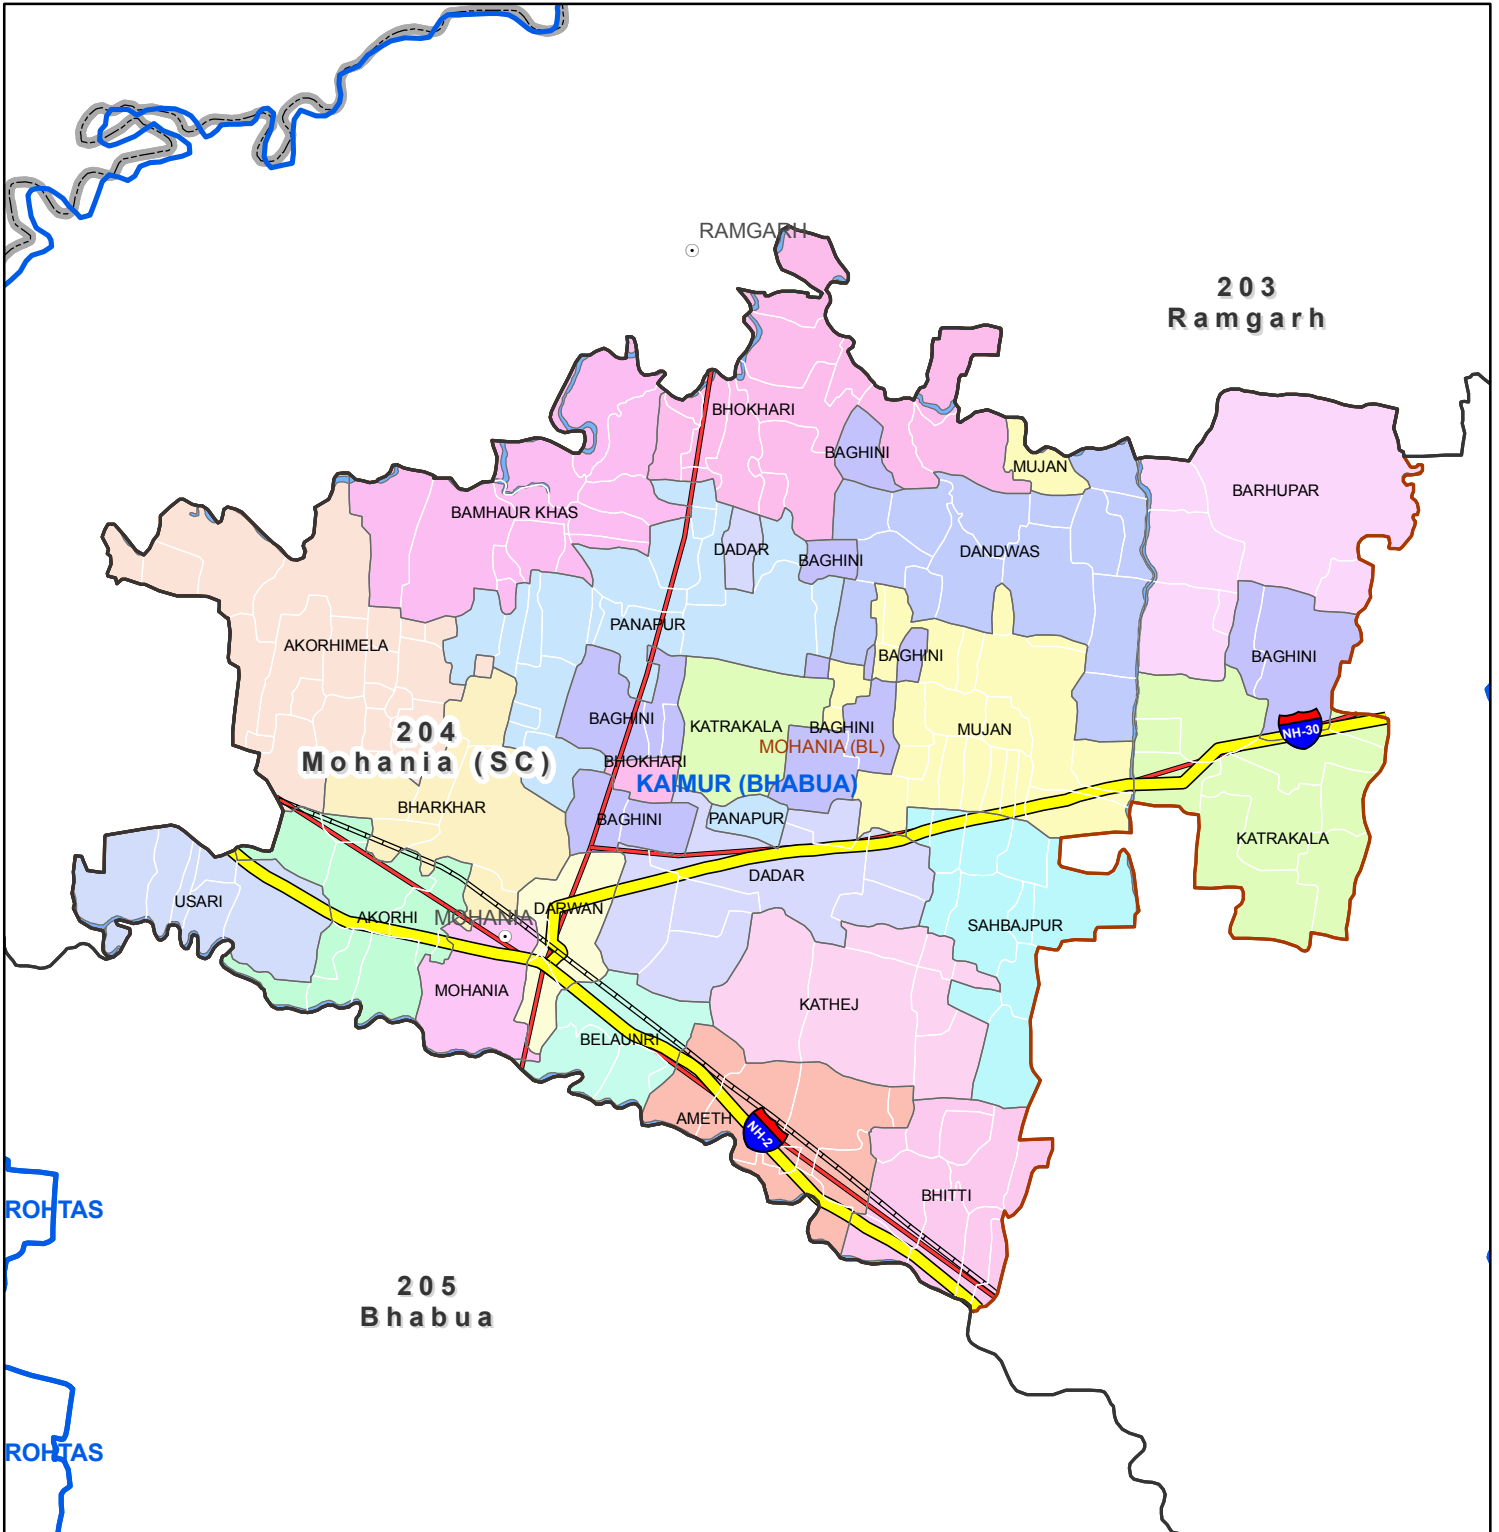 RAMGARH
203
Ramgarh
BHOKHARI
BAGHINI
MUJAN
BARHUPAR
BAMHAUR KHAS
DADAR
BAGHINI
DANDWAS
PANAPUR
AKORHIMELA
BAGHINI
BAGHINI
BAGHINI
KATRAKALA
BAGHINI
MUJAN
NH-30
204
Mohania (SC)
MOHANIA (BL)
BHOKHARI
KAIMUR (BHABUA)
BHARKHAR
BAGHINI
PANAPUR
KATRAKALA
DADAR
USARI
AKORHI
MOHANIA
DARWAN
SAHBAJPUR
MOHANIA
KATHEJ
BELAUNRI
AMETH
NH-2
BHITTI
ROHTAS
205
Bhabua
ROHTAS